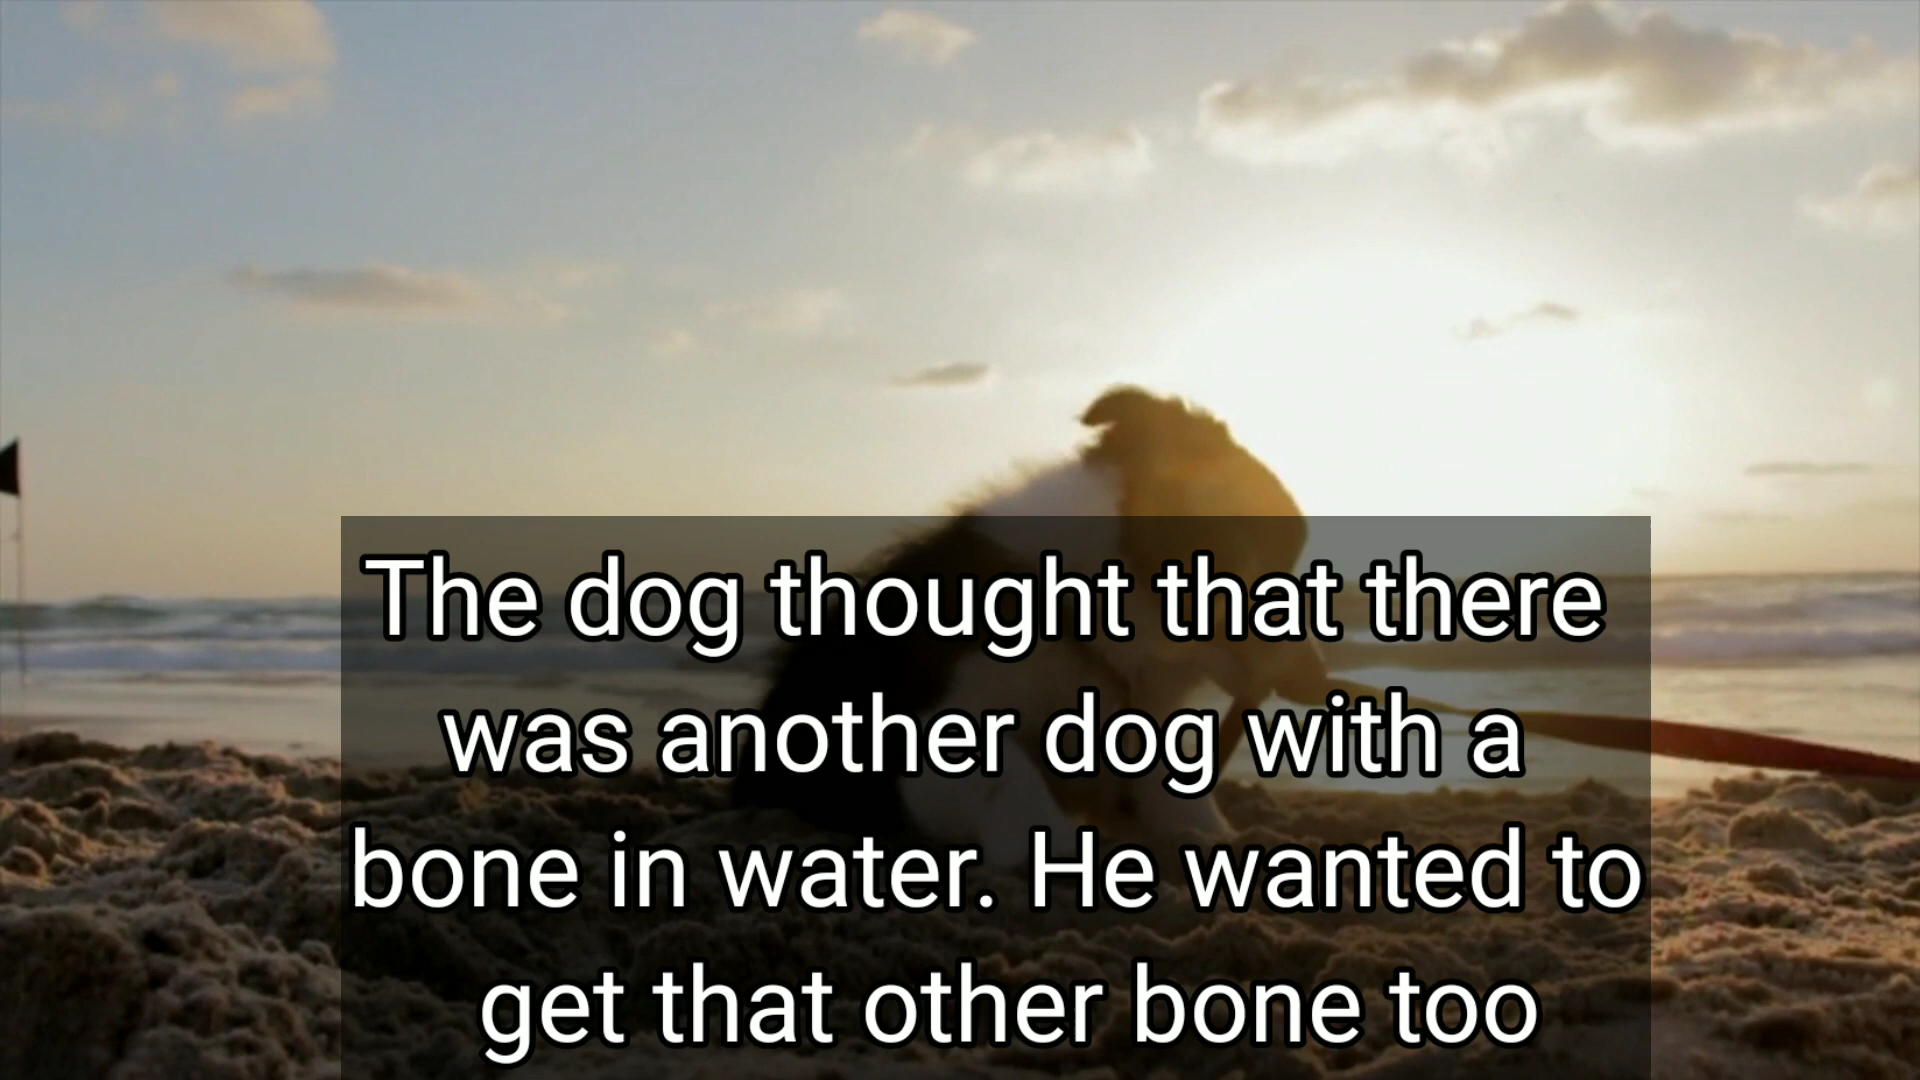 The dog thought that there
was another dog with a
bone in water. He wanted to
get that other bone too